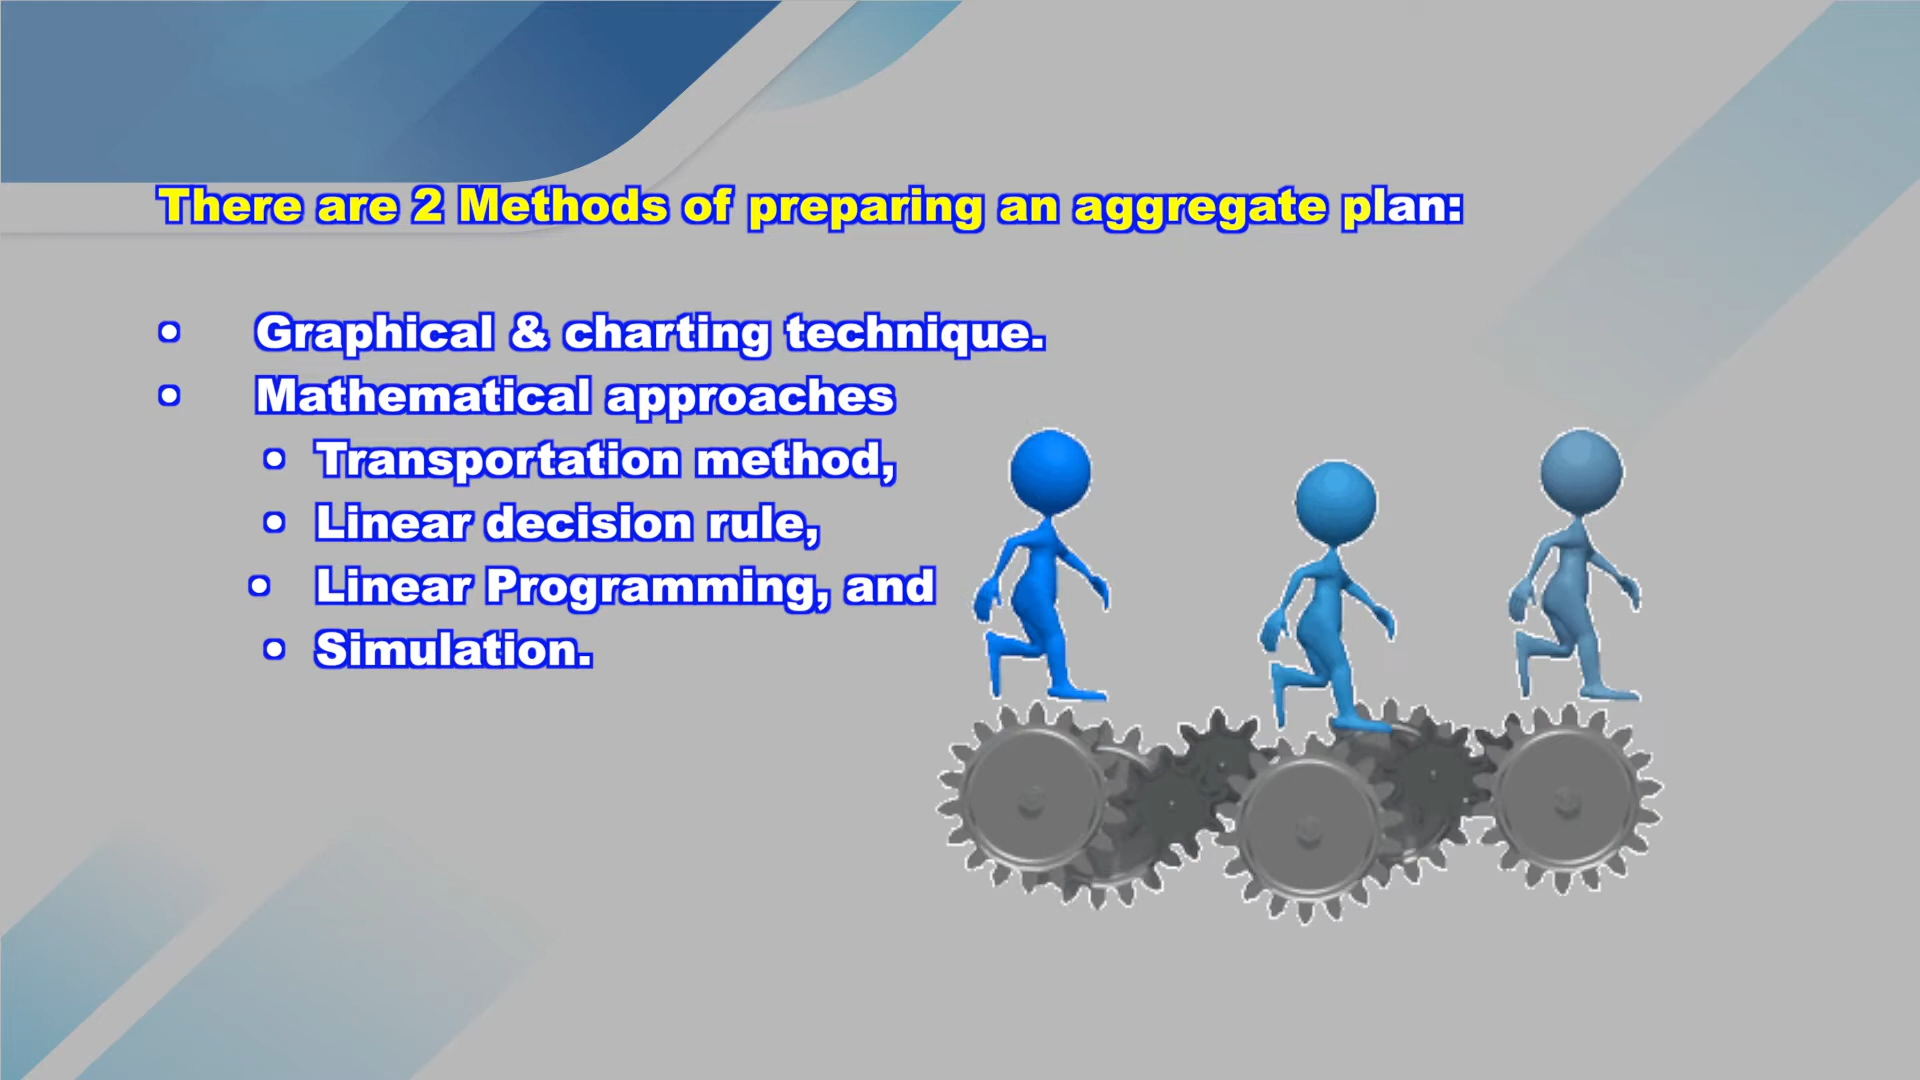 There are 2 Methods of preparing an aggregate plan:
• Graphical & charting technique.
• Mathematical approaches
• Transportation method,
• Linear decision rule,
• Linear Programming, and
• Simulation.